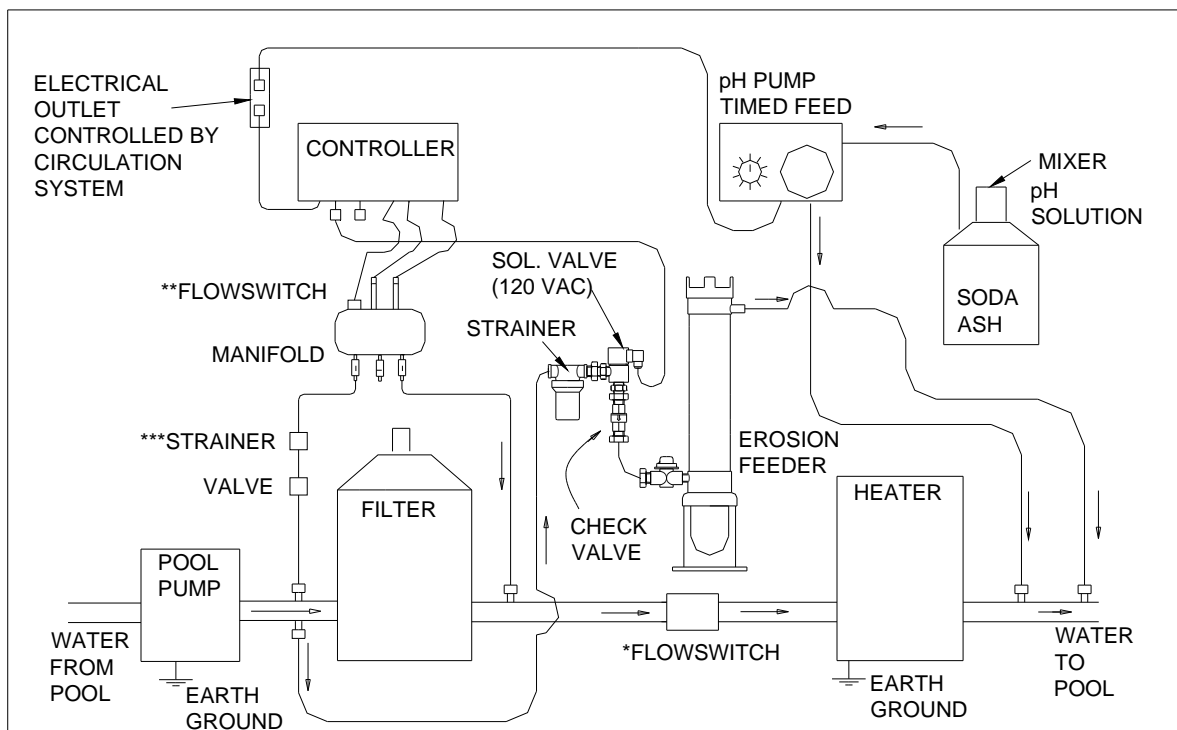 ELECTRICAL
OUTLET
CONTROLLED BY
CIRCULATION
SYSTEM
CONTROLLER
pH PUMP
TIMED FEED
MIXER
pH
SOLUTION
SODA
ASH
**FLOWSWITCH
MANIFOLD
SOL. VALVE
(120 VAC)
STRAINER
***STRAINER
VALVE
FILTER
CHECK
VALVE
EROSION
FEEDER
HEATER
POOL
PUMP
WATER
FROM
POOL
EARTH
GROUND
*FLOWSWITCH
EARTH
GROUND
WATER
TO
POOL